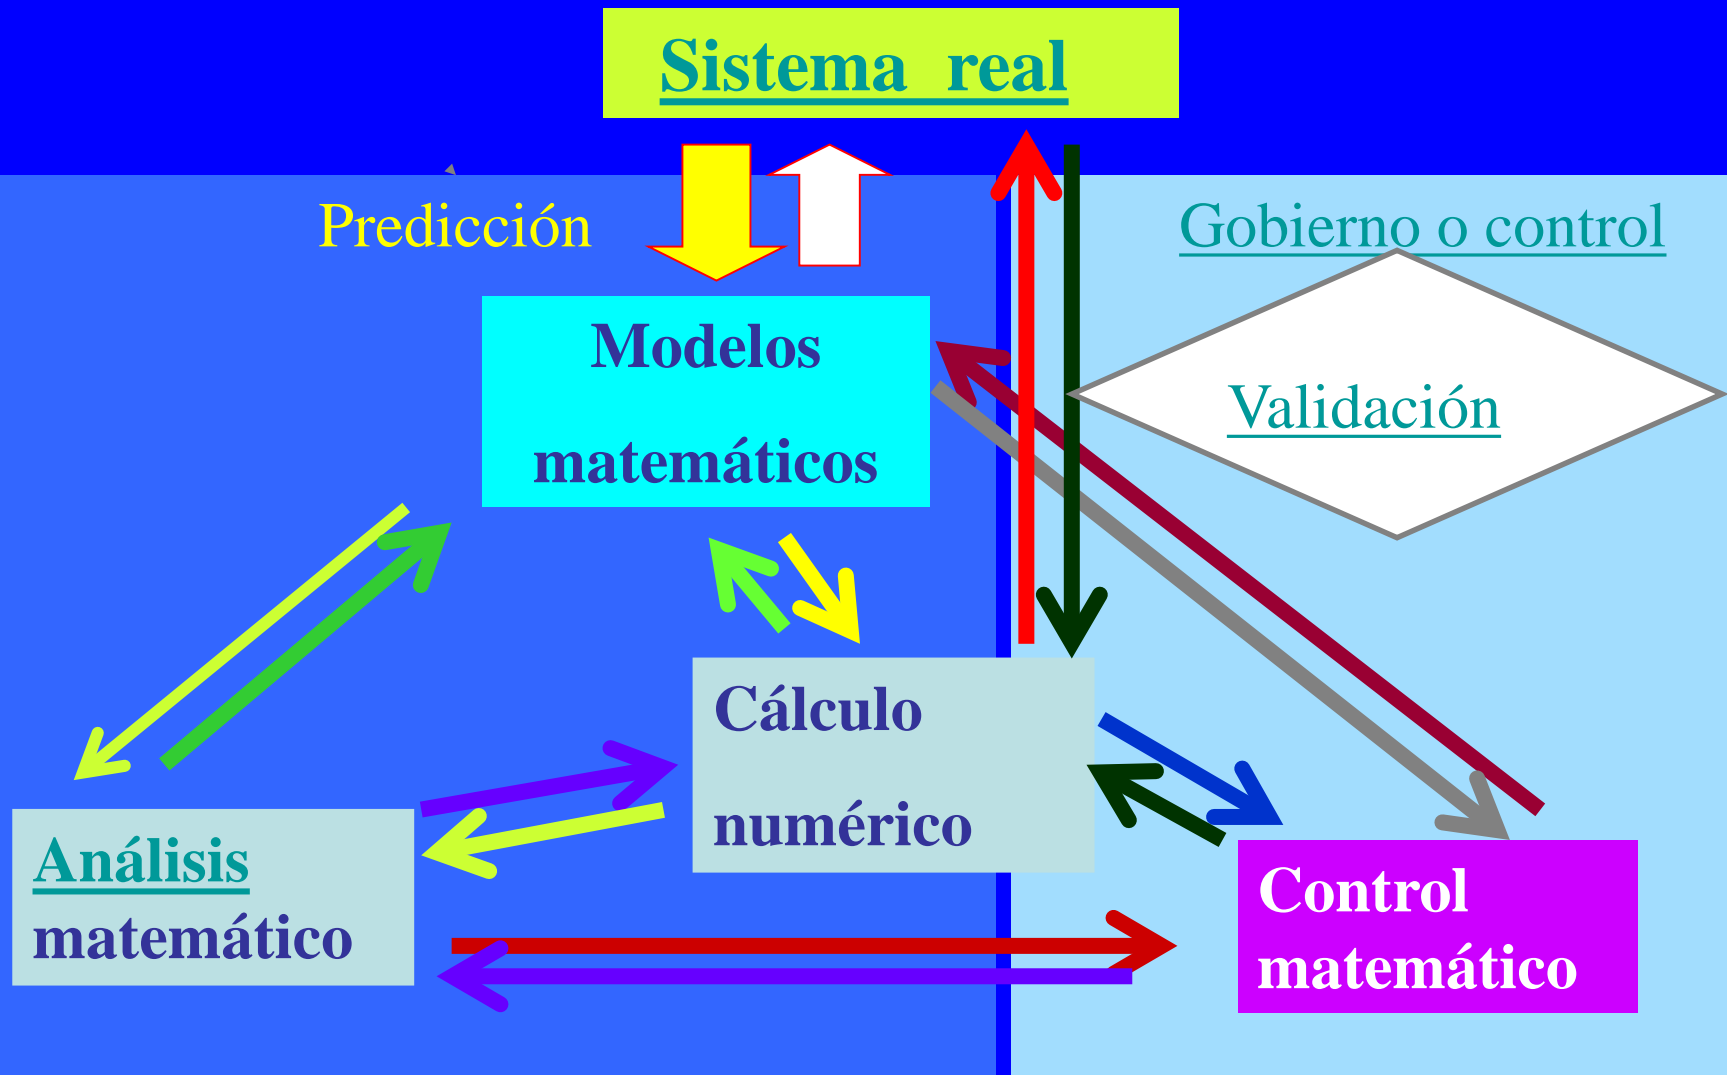 Sistema real
Predicción
Gobierno o control
Modelos
matemáticos
Validación
Cálculo
numérico
Análisis
matemático
Control
matemático